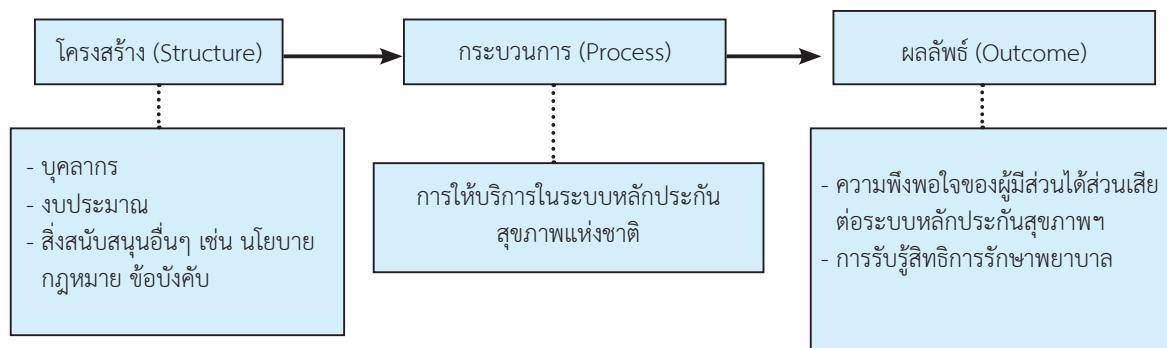 โครงสร้าง (Structure)
กระบวนการ (Process)
ผลลัพธ์ (Outcome)
- บุคลากร
- งบประมาณ
- สิ่งสนับสนุนอื่นๆ เช่น นโยบาย
กฎหมาย ข้อบังคับ
การให้บริการในระบบหลักประกัน
สุขภาพแห่งชาติ
- ความพึงพอใจของผู้มีส่วนได้ส่วนเสีย
ต่อระบบหลักประกันสุขภาพฯ
- การรับรู้สิทธิการรักษาพยาบาล